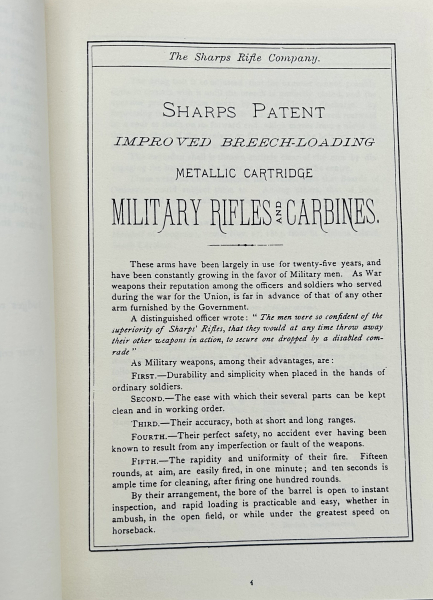 The Sharps Rifle Company.
SHARPS PATENT
IMPROVED BREECH-LOADING
METALLIC CARTRIDGE
MILITARY RIFLES AND CARBINES.
These arms have been largely in use for twenty-five years, and
have been constantly growing in the favor of Military men. As War
weapons their reputation among the officers and soldiers who served
during the war for the Union, is far in advance of that of any other
arm furnished by the Government.
A distinguished officer wrote: "The men were so confident of the
superiority of Sharps' Rifles, that they would at any time throw away
their other weapons in action, to secure one dropped by a disabled com-
rade"
As Military weapons, among their advantages, are:
FIRST.—Durability and simplicity when placed in the hands of
ordinary soldiers.
SECOND.—The ease with which their several parts can be kept
clean and in working order.
THIRD.—Their accuracy, both at short and long ranges.
FOURTH.—Their perfect safety, no accident ever having been
known to result from any imperfection or fault of the weapons.
FIFTH.—The rapidity and uniformity of their fire. Fifteen
rounds, at aim, are easily fired, in one minute; and ten seconds is
ample time for cleaning, after firing one hundred rounds.
By their arrangement, the bore of the barrel is open to instant
inspection, and rapid loading is practicable and easy, whether in
ambush, in the open field, or while under the greatest speed on
horseback.